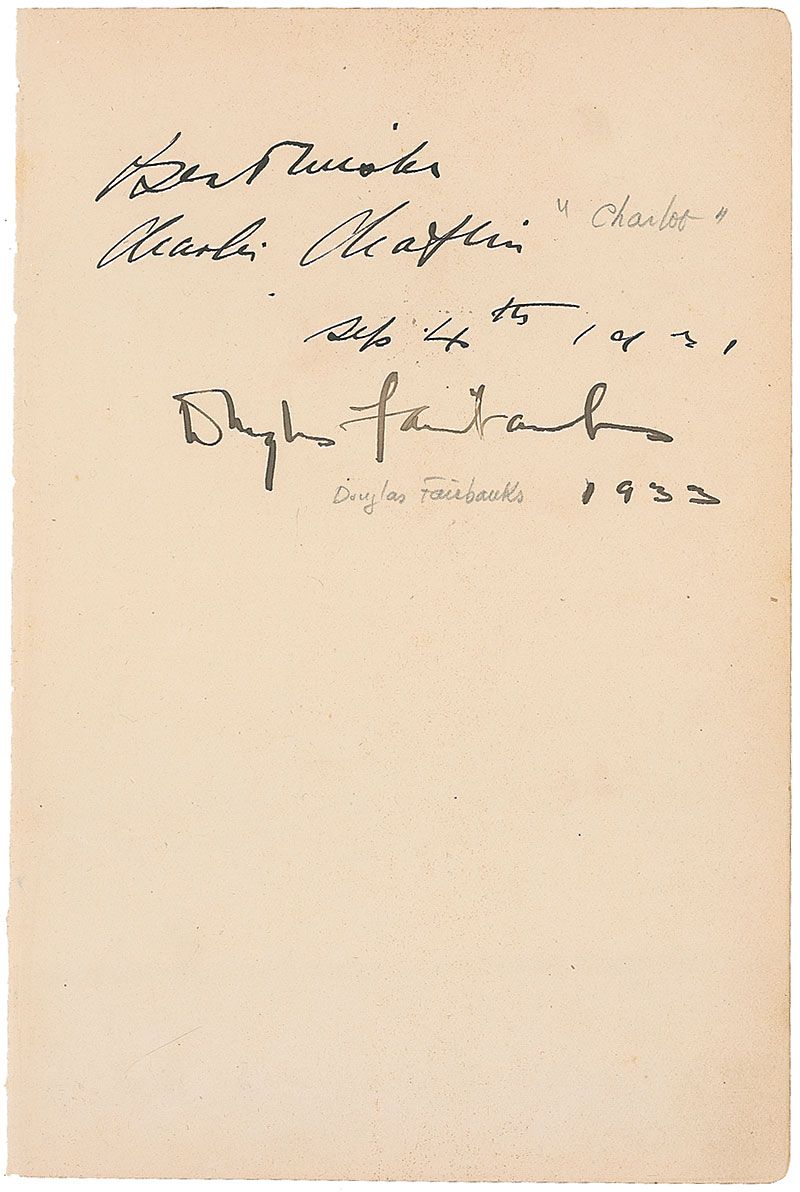 Best wishes
Charlie Chaplin "Charlot"
Sep. 4th 1931
Douglas Fairbanks
Douglas Fairbanks 1933